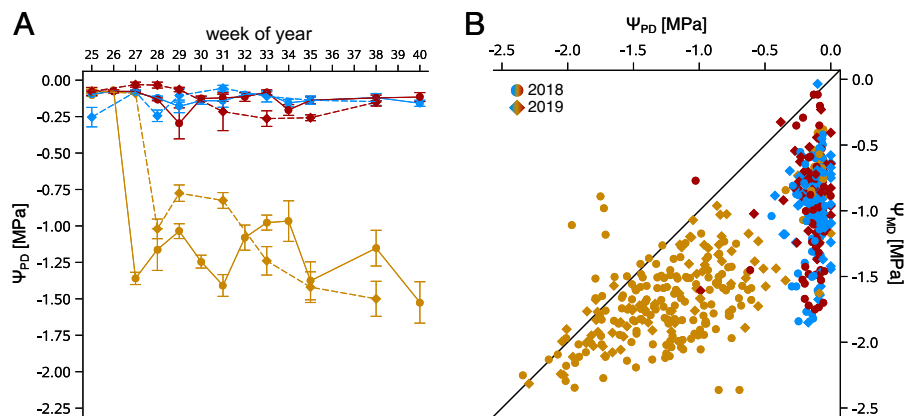 A
week of year
25 26 27 28 29 30 31 32 33 34 35 36 37 38 39 40
0.00
-0.25
-0.50
-0.75
-1.00
-1.25
-1.50
-1.75
-2.00
-2.25
Ψ_PD [MPa]
B
Ψ_PD [MPa]
-2.5 -2.0 -1.5 -1.0 -0.5 0.0
2018
2019
0.0
-0.5
-1.0
-1.5
-2.0
-2.5
Ψ_MD [MPa]